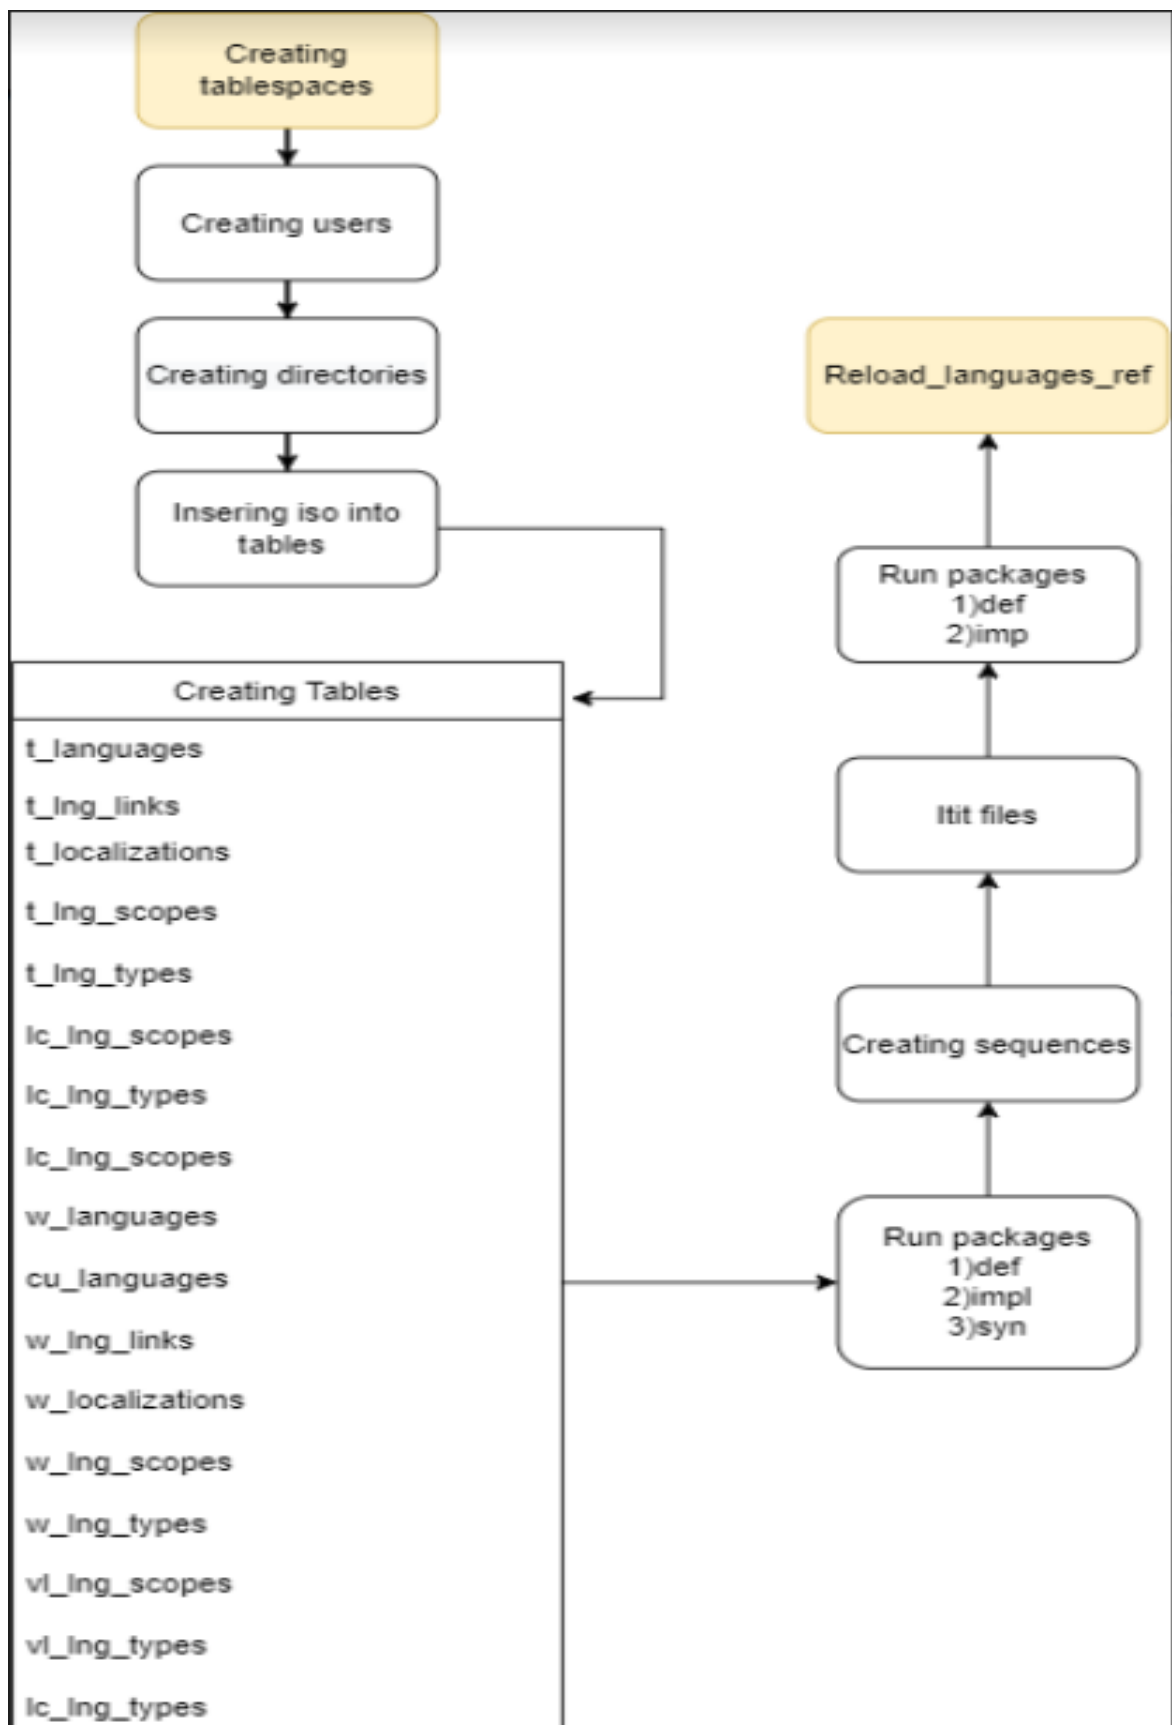 Creating
tablespaces
Creating users
Creating directories
Insering iso into
tables
Creating Tables
t_languages
t_lng_links
t_localizations
t_lng_scopes
t_lng_types
lc_lng_scopes
lc_lng_types
lc_lng_scopes
w_languages
cu_languages
w_lng_links
w_localizations
w_lng_scopes
w_lng_types
vl_lng_scopes
vl_lng_types
lc_lng_types
Run packages
1)def
2)impl
3)syn
Creating sequences
Itit files
Run packages
1)def
2)imp
Reload_languages_ref